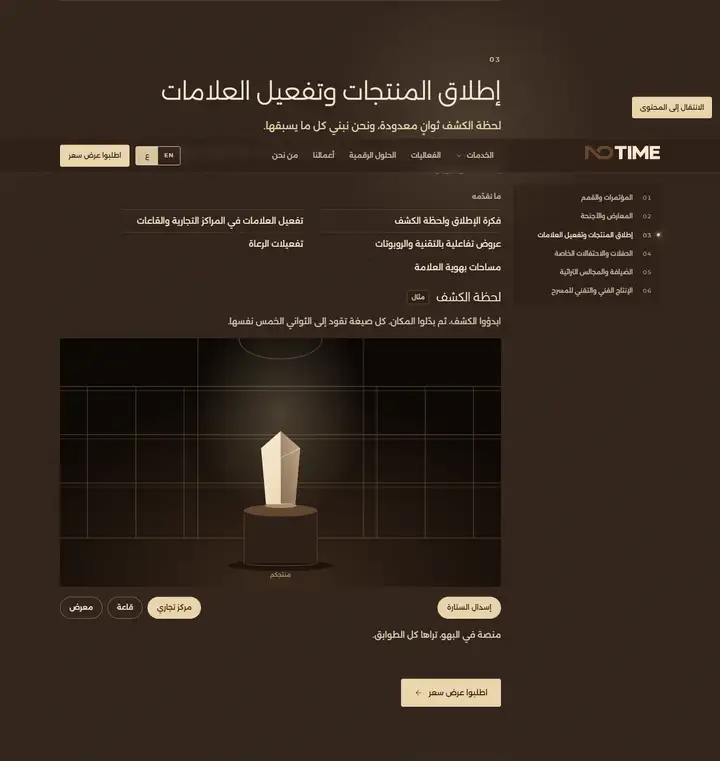 03
إطلاق المنتجات وتفعيل العلامات
لحظة الكشف ثوانٍ معدودة، ونحن نبني كل ما يسبقها.
الانتقال إلى المحتوى
NOTIME
الخدمات
الفعاليات
الحلول الرقمية
أعمالنا
من نحن
EN
ع
اطلبوا عرض سعر
01 المؤتمرات والقمم
02 المعارض والأجنحة
03 إطلاق المنتجات وتفعيل العلامات
04 الحفلات والاحتفالات الخاصة
05 الضيافة والمجالس التراثية
06 الإنتاج الفني والتقني للمسرح
ما نقدّمه
فكرة الإطلاق ولحظة الكشف
تفعيل العلامات في المراكز التجارية والقاعات
عروض تفاعلية بالتقنية والروبوتات
تفعيلات الرعاة
مساحات بهوية العلامة
لحظة الكشف مثال
ابدؤوا الكشف، ثم بدّلوا المكان. كل صيغة تقود إلى الثواني الخمس نفسها.
منتجكم
إسدال الستارة
مركز تجاري
قاعة
معرض
منصة في البهو، تراها كل الطوابق.
اطلبوا عرض سعر ←